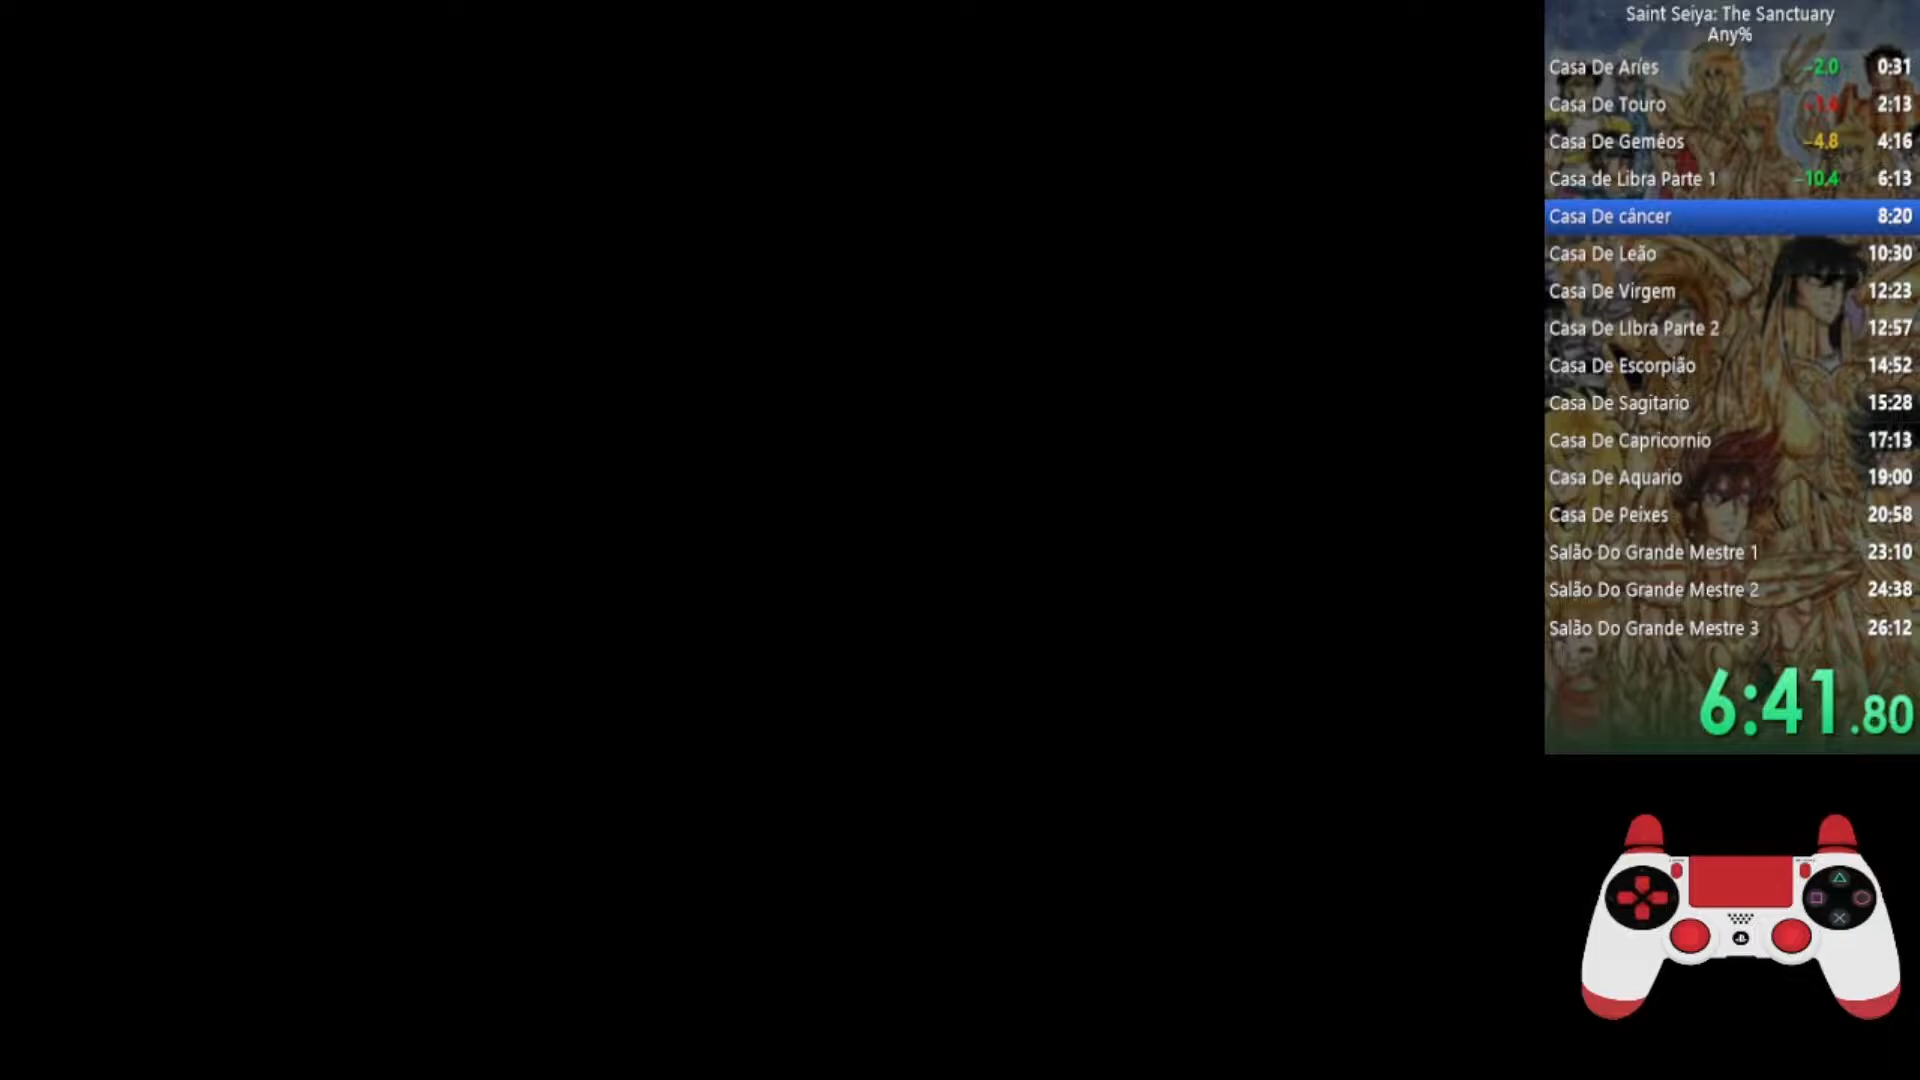 Saint Seiya: The Sanctuary
Any%
Casa De Aríes -2.0 0:31
Casa De Touro 2:13
Casa De Gemêos -4.8 4:16
Casa de Libra Parte 1 -10.4 6:13
Casa De câncer 8:20
Casa De Leão 10:30
Casa De Virgem 12:23
Casa De LIbra Parte 2 12:57
Casa De Escorpião 14:52
Casa De Sagitario 15:28
Casa De Capricornio 17:13
Casa De Aquario 19:00
Casa De Peixes 20:58
Salão Do Grande Mestre 1 23:10
Salão Do Grande Mestre 2 24:38
Salão Do Grande Mestre 3 26:12
6:41.80